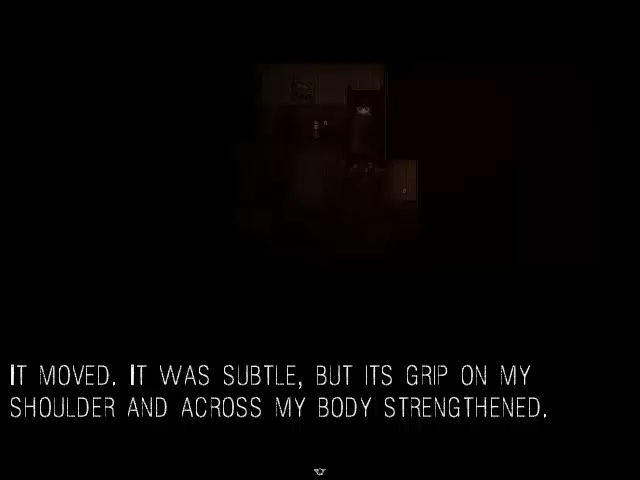 IT MOVED. IT WAS SUBTLE, BUT ITS GRIP ON MY
SHOULDER AND ACROSS MY BODY STRENGTHENED.